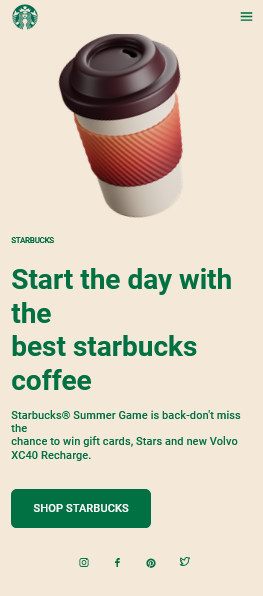 STARBUCKS
Start the day with
the
best starbucks
coffee
Starbucks® Summer Game is back-don't miss
the
chance to win gift cards, Stars and new Volvo
XC40 Recharge.
SHOP STARBUCKS